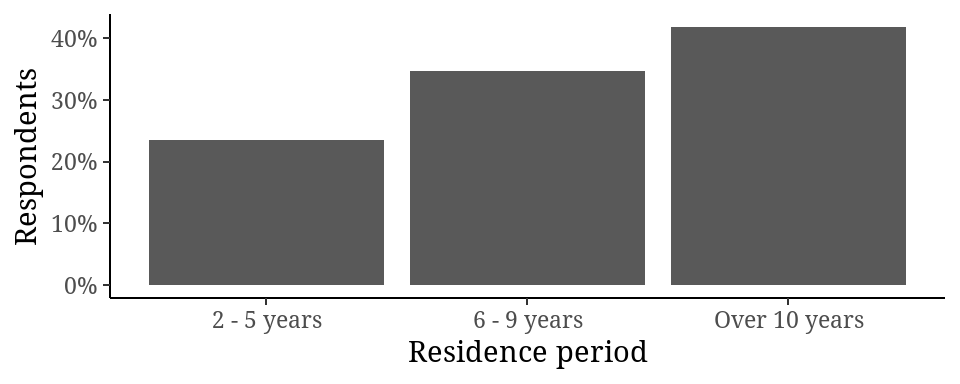 Respondents
40%
30%
20%
10%
0%
2 - 5 years
6 - 9 years
Over 10 years
Residence period